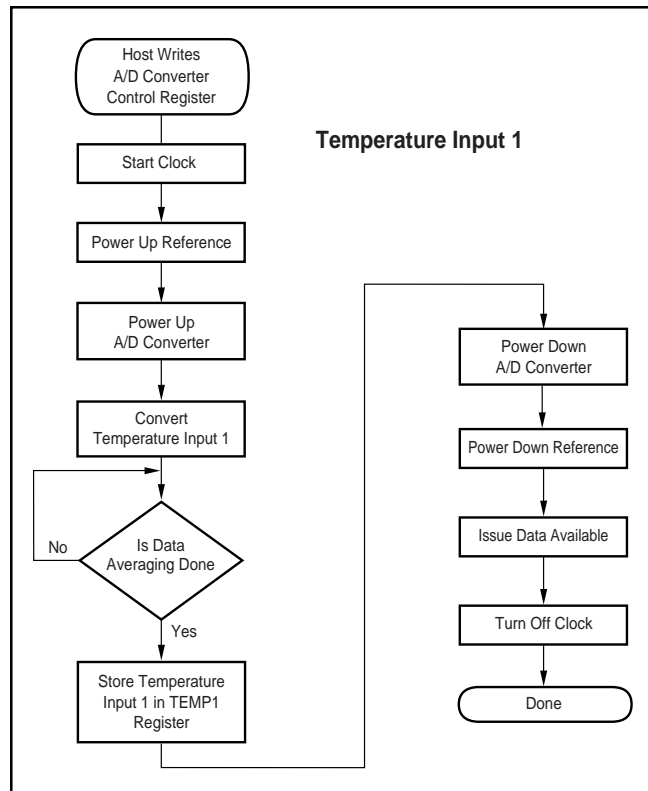 Host Writes
A/D Converter
Control Register
Temperature Input 1
Start Clock
Power Up Reference
Power Up
A/D Converter
Convert
Temperature Input 1
No
Is Data
Averaging Done
Yes
Store Temperature
Input 1 in TEMP1
Register
Power Down
A/D Converter
Power Down Reference
Issue Data Available
Turn Off Clock
Done